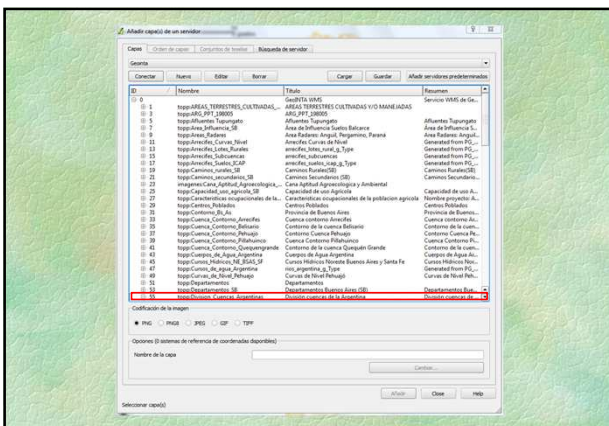 Añadir capa(s) de un servidor
Capas Orden de capas Conjuntos de teselas Búsqueda de servidor
Geointa
Conectar Nueva Editar Borrar Cargar Guardar Añadir servidores predeterminados
ID Nombre Título Resumen
0 GeoINTA WMS Servicio WMS de Ge...
1 topp:AREAS_TERRESTRES_CULTIVADAS_... AREAS TERRESTRES CULTIVADAS Y/O MANEJADAS
3 topp:ARG_PPT_198005 ARG_PPT_198005
5 topp:Afluentes_Tupungato Afluentes Tupungato Afluentes Tupungato
7 topp:Area_Influencia_SB Área de Influencia Suelos Balcarce Área de Influencia S...
9 topp:Areas_Radares Área Radares: Anguil, Pergamino, Paraná Área Radares: Anguil...
11 topp:Arrecifes_Curvas_Nivel Arrecifes Curvas de Nivel Generated from PG_...
13 topp:Arrecifes_Lotes_Rurales arrecifes_lotes_rural_g_Type Generated from PG_...
15 topp:Arrecifes_Subcuencas arrecifes_subcuencas Generated from PG_...
17 topp:Arrecifes_Suelos_ICAP arrecifes_suelos_icap_g_Type Generated from PG_...
19 topp:Caminos_rurales_SB Caminos Rurales(SB) Caminos Rurales(SB)
21 topp:Caminos_secundarios_SB Caminos Secundarios (SB) Caminos Secundario...
23 imagenes:Cana_Aptitud_Agroecologica_... Cana Aptitud Agroecologica y Ambiental
25 topp:Capacidad_uso_agricola_SB Capacidad de uso Agrícola Capacidad de uso A...
27 topp:Características ocupacionales de la... Características ocupacionales de la población agrícola Nombre proyecto: A...
29 topp:Centros_Poblados Centros Poblados Centros Poblados
31 topp:Contorno_Bs_As Provincia de Buenos Aires Provincia de Buenos...
33 topp:Cuenca_Contorno_Arrecifes Cuenca contorno Arrecifes Cuenca contorno Ar...
35 topp:Cuenca_Contorno_Belisario Contorno de la cuenca Belisario Contorno de la cuen...
37 topp:Cuenca_Contorno_Pehuajo Contorno Cuenca Pehuajo Contorno Cuenca Pe...
39 topp:Cuenca_Contorno_Pillahuinco Cuenca Contorno Pillahuinco Cuenca Contorno Pi...
41 topp:Cuenca_Contorno_Quequengrande Contorno de la cuenca Quequén Grande Contorno de la cuen...
43 topp:Cuerpos_de_Agua_Argentina Cuerpos de Agua Argentina Cuerpos de Agua Ar...
45 topp:Cursos_Hidricos_NE_BSAS_SF Cursos Hídricos Noreste Buenos Aires y Santa Fe Cursos Hídricos Nor...
47 topp:Cursos_de_agua_Argentina rios_argentina_g_Type Generated from PG_...
49 topp:Curvas_de_Nivel_Pehuajó Curvas de Nivel Pehuajó Curvas de Nivel Peh...
51 topp:Departamentos Departamentos Departamentos
53 topp:Departamentos_SB Departamentos Buenos Aires (SB) Departamentos Bue...
55 topp:Division_Cuencas_Argentinas División cuencas de la Argentina División cuencas de ...
Codificación de la imagen
PNG PNG8 JPEG GIF TIFF
Opciones (0 sistemas de referencia de coordenadas disponibles)
Nombre de la capa
Cambiar...
Añadir Close Help
Seleccionar capa(s)